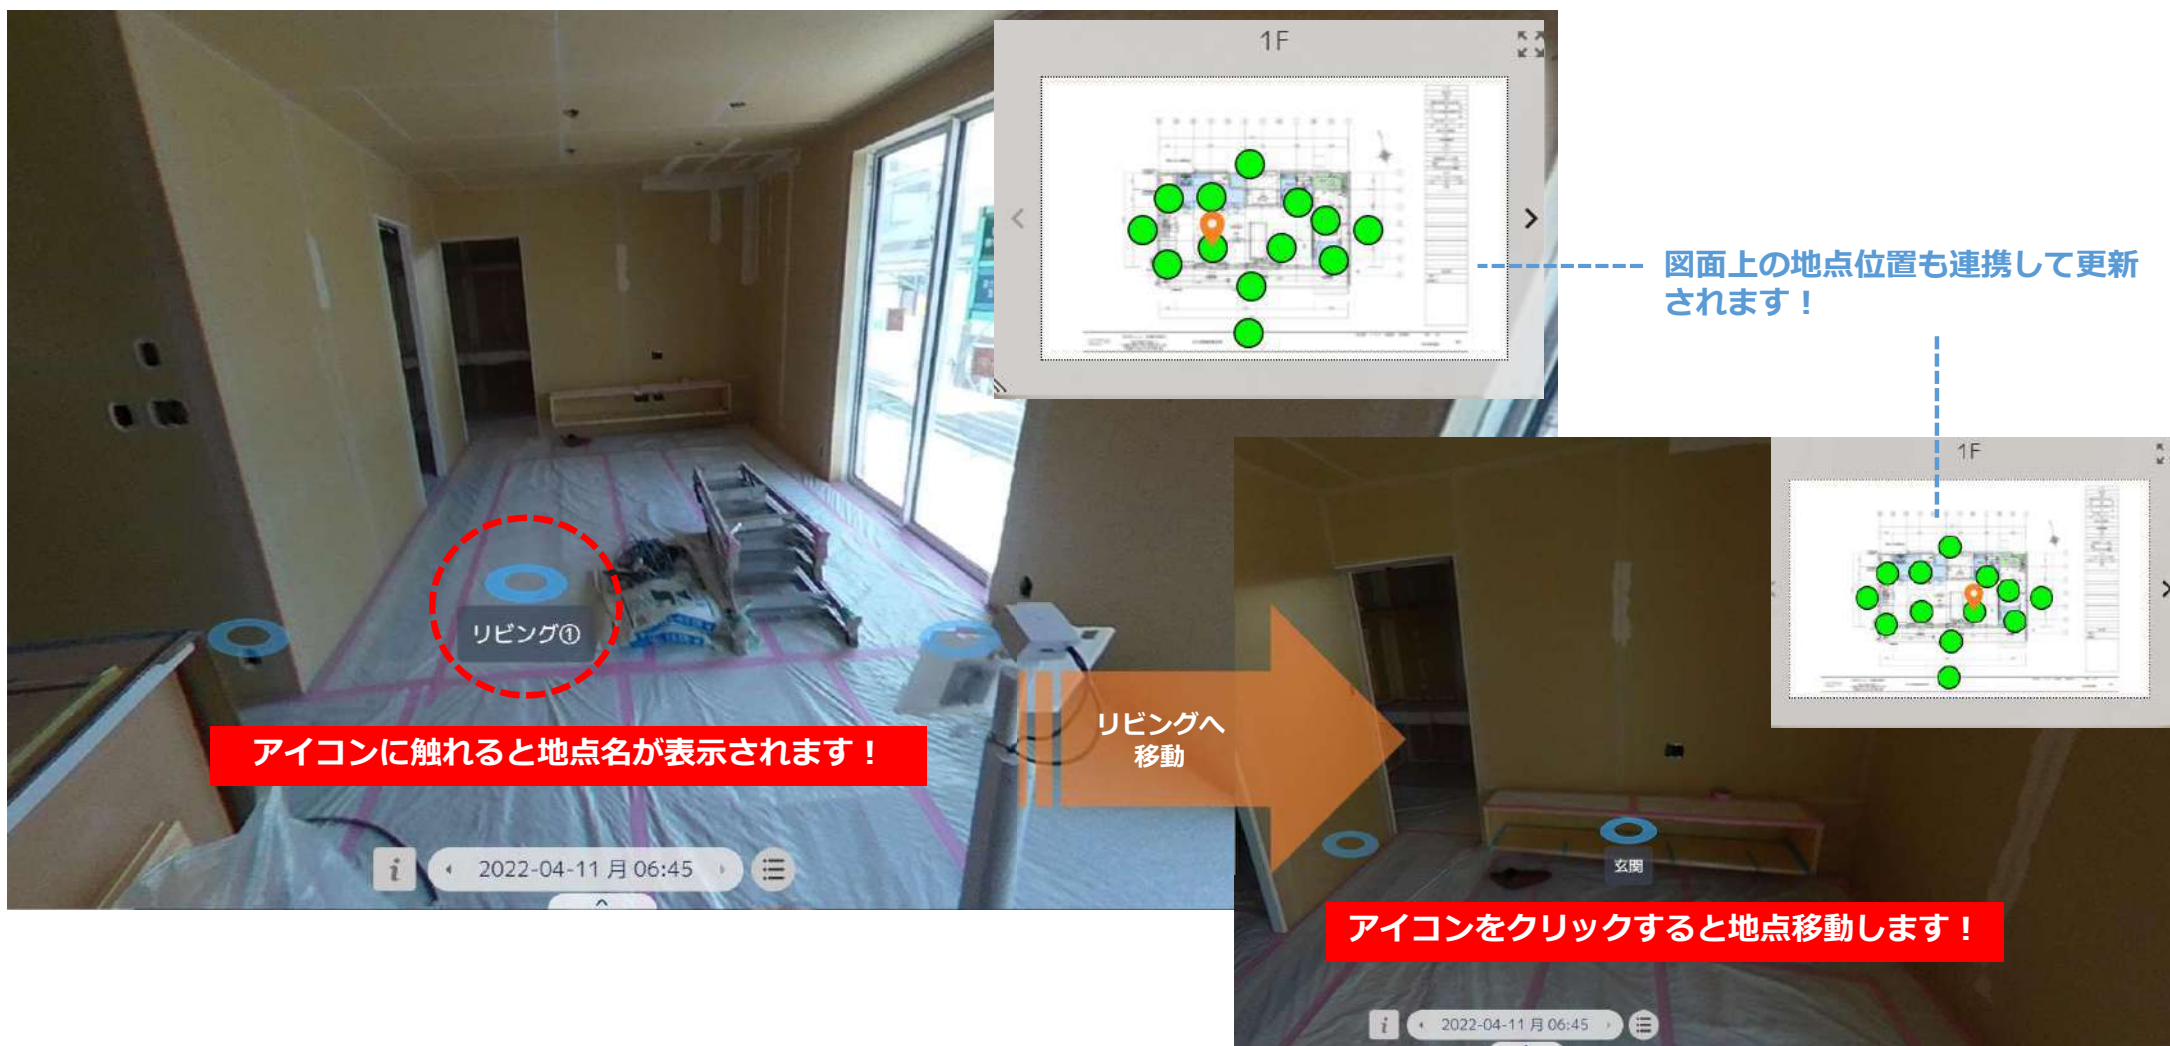 1F
図面上の地点位置も連携して更新
されます！
1F
リビング①
アイコンに触れると地点名が表示されます！
リビングへ
移動
玄関
2022-04-11 月 06:45
アイコンをクリックすると地点移動します！
2022-04-11 月 06:45